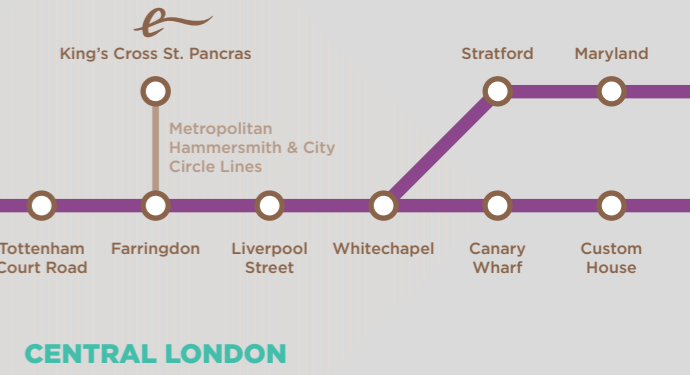 King's Cross St. Pancras
Stratford
Maryland
Metropolitan
Hammersmith & City
Circle Lines
Tottenham
Court Road
Farringdon
Liverpool
Street
Whitechapel
Canary
Wharf
Custom
House
CENTRAL LONDON